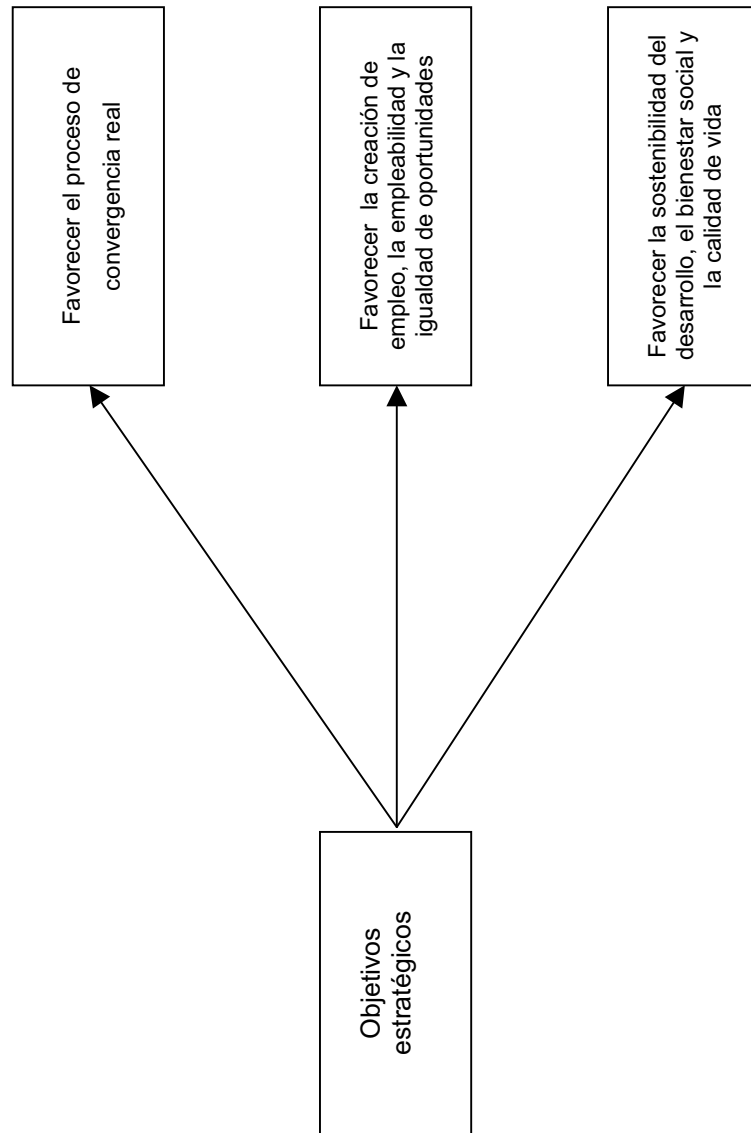 Objetivos
estratégicos
Favorecer el proceso de
convergencia real
Favorecer la creación de
empleo, la empleabilidad y la
igualdad de oportunidades
Favorecer la sostenibilidad del
desarrollo, el bienestar social y
la calidad de vida